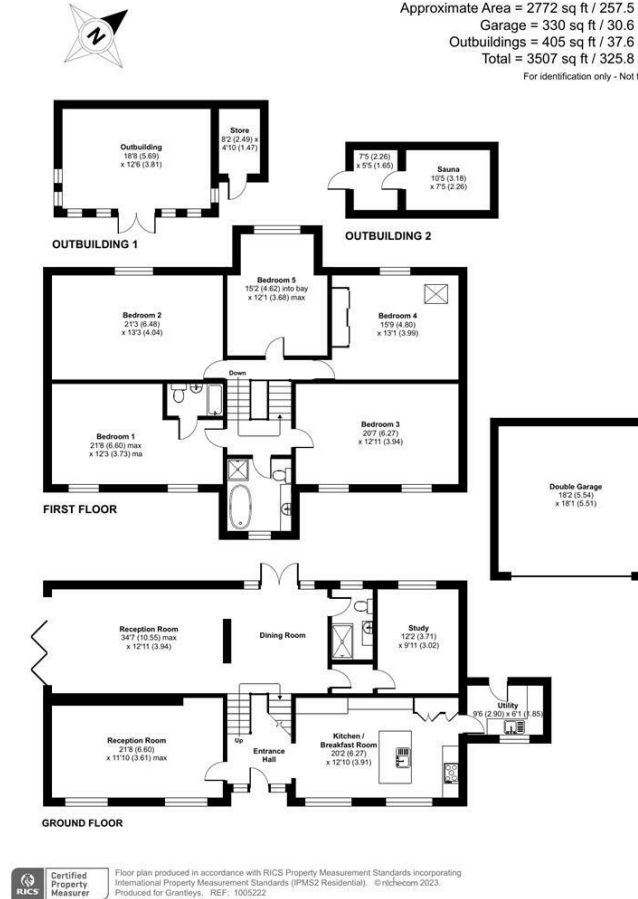 Approximate Area = 2772 sq ft / 257.5
Garage = 330 sq ft / 30.6
Outbuildings = 405 sq ft / 37.6
Total = 3507 sq ft / 325.8
For identification only - Not
N
Outbuilding
18'8 (5.69)
x 12'6 (3.81)
Store
8'2 (2.49) x
4'10 (1.47)
OUTBUILDING 1
7'5 (2.26)
x 5'5 (1.65)
Sauna
10'5 (3.18)
x 7'5 (2.26)
OUTBUILDING 2
Bedroom 2
21'3 (6.48)
x 13'3 (4.04)
Bedroom 5
15'2 (4.62) into bay
x 12'1 (3.68) max
Bedroom 4
15'9 (4.80)
x 13'1 (3.99)
Down
Bedroom 1
21'8 (6.60) max
x 12'3 (3.73) ma
Bedroom 3
20'7 (6.27)
x 12'11 (3.94)
FIRST FLOOR
Double Garage
18'2 (5.54)
x 18'1 (5.51)
Reception Room
34'7 (10.55) max
x 12'11 (3.94)
Dining Room
Study
12'2 (3.71)
x 9'11 (3.02)
Utility
9'6 (2.90) x 6'1 (1.85)
Reception Room
21'8 (6.60)
x 11'10 (3.61) max
Up
Entrance
Hall
Kitchen /
Breakfast Room
20'2 (6.27)
x 12'10 (3.91)
GROUND FLOOR
RICS
Certified
Property
Measurer
Floor plan produced in accordance with RICS Property Measurement Standards incorporating
International Property Measurement Standards (IPMS2 Residential). © nichecom 2023.
Produced for Grantleys. REF: 1005222